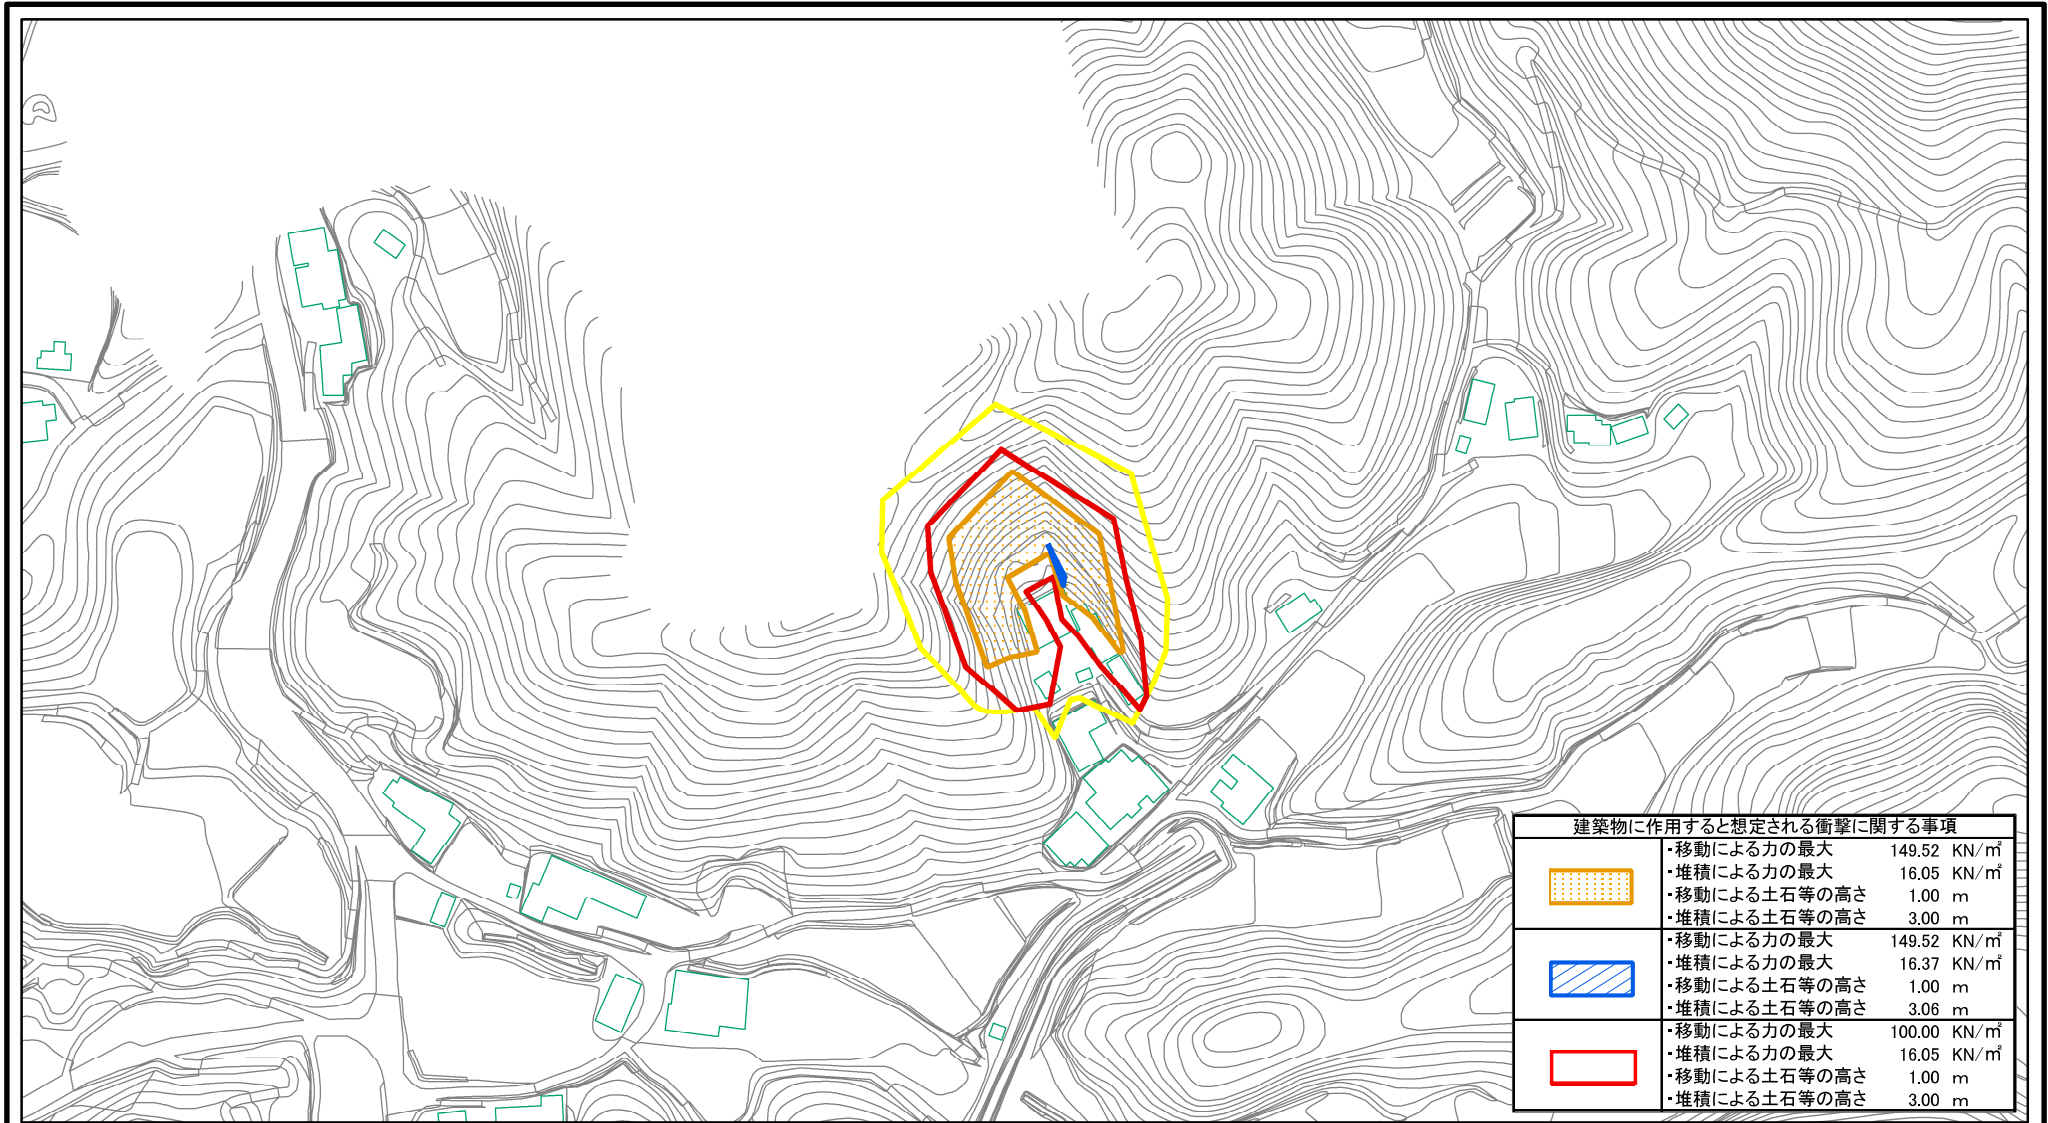 建築物に作用すると想定される衝撃に関する事項
・移動による力の最大 149.52 KN/㎡
・堆積による力の最大 16.05 KN/㎡
・移動による土石等の高さ 1.00 m
・堆積による土石等の高さ 3.00 m
・移動による力の最大 149.52 KN/㎡
・堆積による力の最大 16.37 KN/㎡
・移動による土石等の高さ 1.00 m
・堆積による土石等の高さ 3.06 m
・移動による力の最大 100.00 KN/㎡
・堆積による力の最大 16.05 KN/㎡
・移動による土石等の高さ 1.00 m
・堆積による土石等の高さ 3.00 m